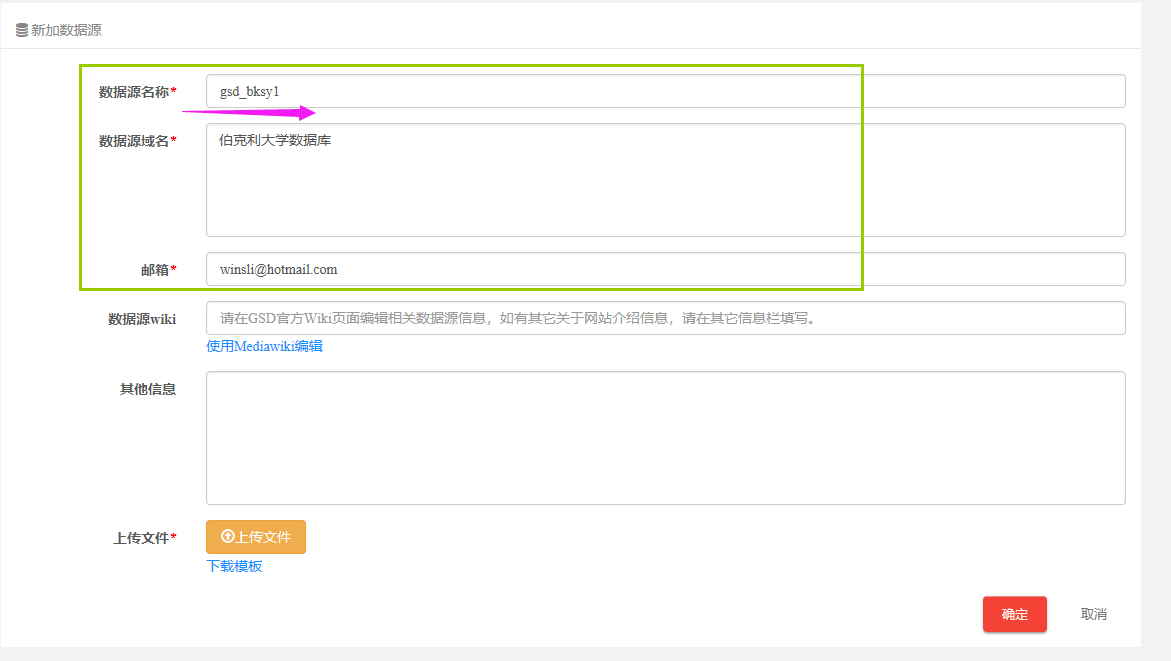 新加数据源
数据源名称*
gsd_bksy1
数据源域名*
伯克利大学数据库
邮箱*
winsli@hotmail.com
数据源wiki
请在GSD官方Wiki页面编辑相关数据源信息，如有其它关于网站介绍信息，请在其它信息栏填写。
使用Mediawiki编辑
其他信息
上传文件*
上传文件
下载模板
确定
取消